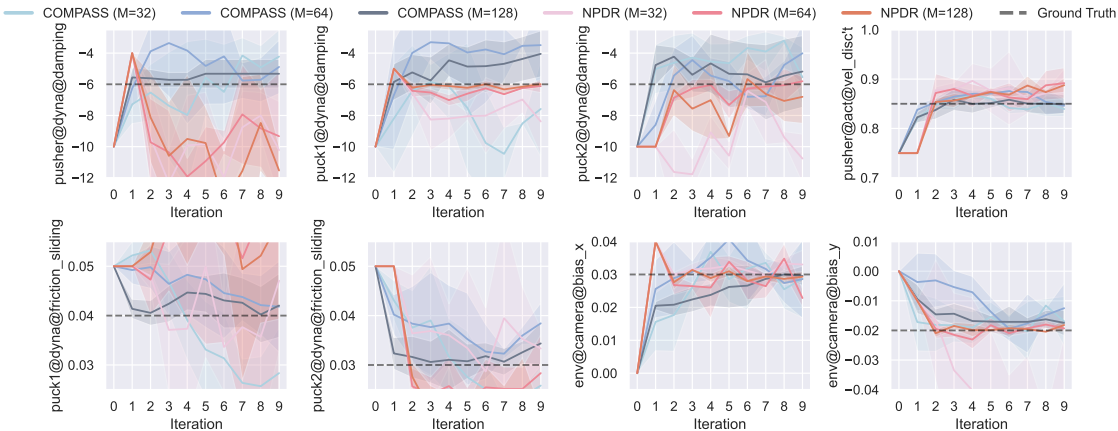 COMPASS (M=32) COMPASS (M=64) COMPASS (M=128) NPDR (M=32) NPDR (M=64) NPDR (M=128) Ground Truth
pusher@dyna@damping
−4
−6
−8
−10
−12
0 1 2 3 4 5 6 7 8 9
Iteration
puck1@dyna@damping
−4
−6
−8
−10
−12
0 1 2 3 4 5 6 7 8 9
Iteration
puck2@dyna@damping
−4
−6
−8
−10
−12
0 1 2 3 4 5 6 7 8 9
Iteration
pusher@act@vel_disc't
1.0
0.9
0.8
0.7
0 1 2 3 4 5 6 7 8 9
Iteration
puck1@dyna@friction_sliding
0.05
0.04
0.03
0 1 2 3 4 5 6 7 8 9
Iteration
puck2@dyna@friction_sliding
0.05
0.04
0.03
0 1 2 3 4 5 6 7 8 9
Iteration
env@camera@bias_x
0.04
0.03
0.02
0.01
0.00
0 1 2 3 4 5 6 7 8 9
Iteration
env@camera@bias_y
0.01
0.00
−0.01
−0.02
−0.03
−0.04
0 1 2 3 4 5 6 7 8 9
Iteration